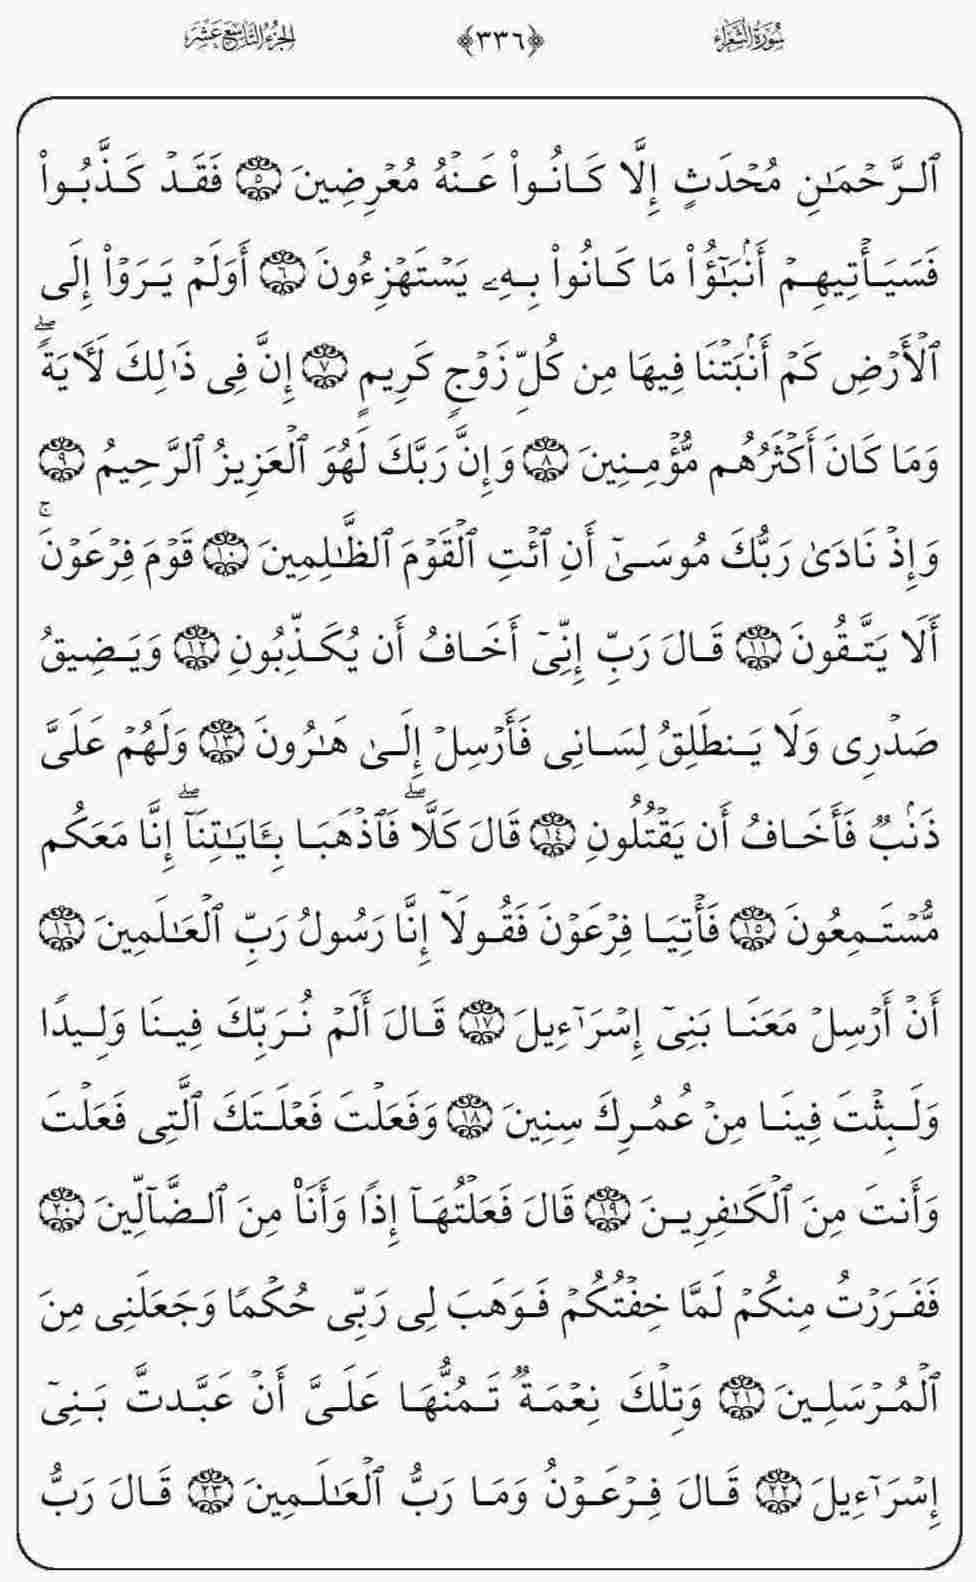 سُورَةُ الشُّعَرَاء ﴿٣٣٦﴾ الجُزْءُ التَّاسِعَ عَشَرَ
ٱلرَّحْمَٰنِ مُحْدَثٍ إِلَّا كَانُوا۟ عَنْهُ مُعْرِضِينَ ٥ فَقَدْ كَذَّبُوا۟
فَسَيَأْتِيهِمْ أَنۢبَٰٓؤُا۟ مَا كَانُوا۟ بِهِۦ يَسْتَهْزِءُونَ ٦ أَوَلَمْ يَرَوْا۟ إِلَى
ٱلْأَرْضِ كَمْ أَنۢبَتْنَا فِيهَا مِن كُلِّ زَوْجٍ كَرِيمٍ ٧ إِنَّ فِى ذَٰلِكَ لَءَايَةً ۖ
وَمَا كَانَ أَكْثَرُهُم مُّؤْمِنِينَ ٨ وَإِنَّ رَبَّكَ لَهُوَ ٱلْعَزِيزُ ٱلرَّحِيمُ ٩
وَإِذْ نَادَىٰ رَبُّكَ مُوسَىٰٓ أَنِ ٱئْتِ ٱلْقَوْمَ ٱلظَّٰلِمِينَ ١٠ قَوْمَ فِرْعَوْنَ ۚ
أَلَا يَتَّقُونَ ١١ قَالَ رَبِّ إِنِّىٓ أَخَافُ أَن يُكَذِّبُونِ ١٢ وَيَضِيقُ
صَدْرِى وَلَا يَنطَلِقُ لِسَانِى فَأَرْسِلْ إِلَىٰ هَٰرُونَ ١٣ وَلَهُمْ عَلَىَّ
ذَنۢبٌ فَأَخَافُ أَن يَقْتُلُونِ ١٤ قَالَ كَلَّا ۖ فَٱذْهَبَا بِـَٔايَٰتِنَآ ۖ إِنَّا مَعَكُم
مُّسْتَمِعُونَ ١٥ فَأْتِيَا فِرْعَوْنَ فَقُولَآ إِنَّا رَسُولُ رَبِّ ٱلْعَٰلَمِينَ ١٦
أَنْ أَرْسِلْ مَعَنَا بَنِىٓ إِسْرَٰٓءِيلَ ١٧ قَالَ أَلَمْ نُرَبِّكَ فِينَا وَلِيدًا
وَلَبِثْتَ فِينَا مِنْ عُمُرِكَ سِنِينَ ١٨ وَفَعَلْتَ فَعْلَتَكَ ٱلَّتِى فَعَلْتَ
وَأَنتَ مِنَ ٱلْكَٰفِرِينَ ١٩ قَالَ فَعَلْتُهَآ إِذًا وَأَنَا۠ مِنَ ٱلضَّآلِّينَ ٢٠
فَفَرَرْتُ مِنكُمْ لَمَّا خِفْتُكُمْ فَوَهَبَ لِى رَبِّى حُكْمًا وَجَعَلَنِى مِنَ
ٱلْمُرْسَلِينَ ٢١ وَتِلْكَ نِعْمَةٌ تَمُنُّهَا عَلَىَّ أَنْ عَبَّدتَّ بَنِىٓ
إِسْرَٰٓءِيلَ ٢٢ قَالَ فِرْعَوْنُ وَمَا رَبُّ ٱلْعَٰلَمِينَ ٢٣ قَالَ رَبُّ